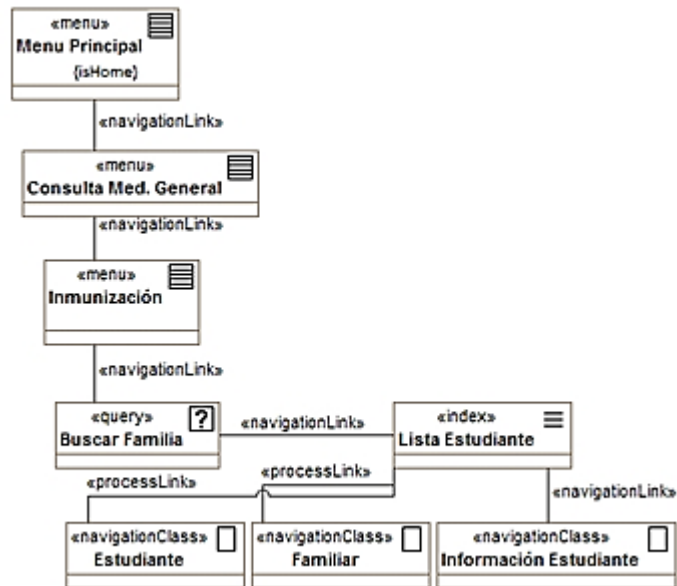 «menu»
Menu Principal
{isHome}
«navigationLink»
«menu»
Consulta Med. General
«navigationLink»
«menu»
Inmunización
«navigationLink»
«query»
?
Buscar Familia
«navigationLink»
«index»
Lista Estudiante
«processLink»
«processLink»
«navigationLink»
«navigationClass»
Estudiante
«navigationClass»
Familiar
«navigationClass»
Información Estudiante